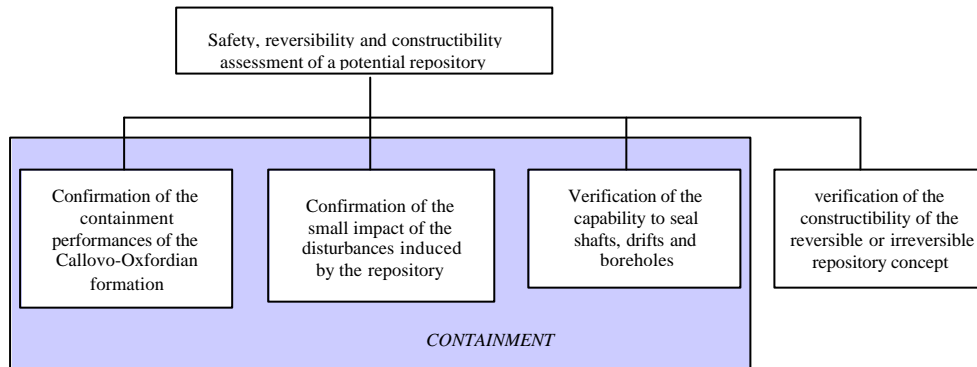 Safety, reversibility and constructibility
assessment of a potential repository
Confirmation of the
containment
performances of the
Callovo-Oxfordian
formation
Confirmation of the
small impact of the
disturbances induced
by the repository
Verification of the
capability to seal
shafts, drifts and
boreholes
verification of the
constructibility of the
reversible or irreversible
repository concept
CONTAINMENT